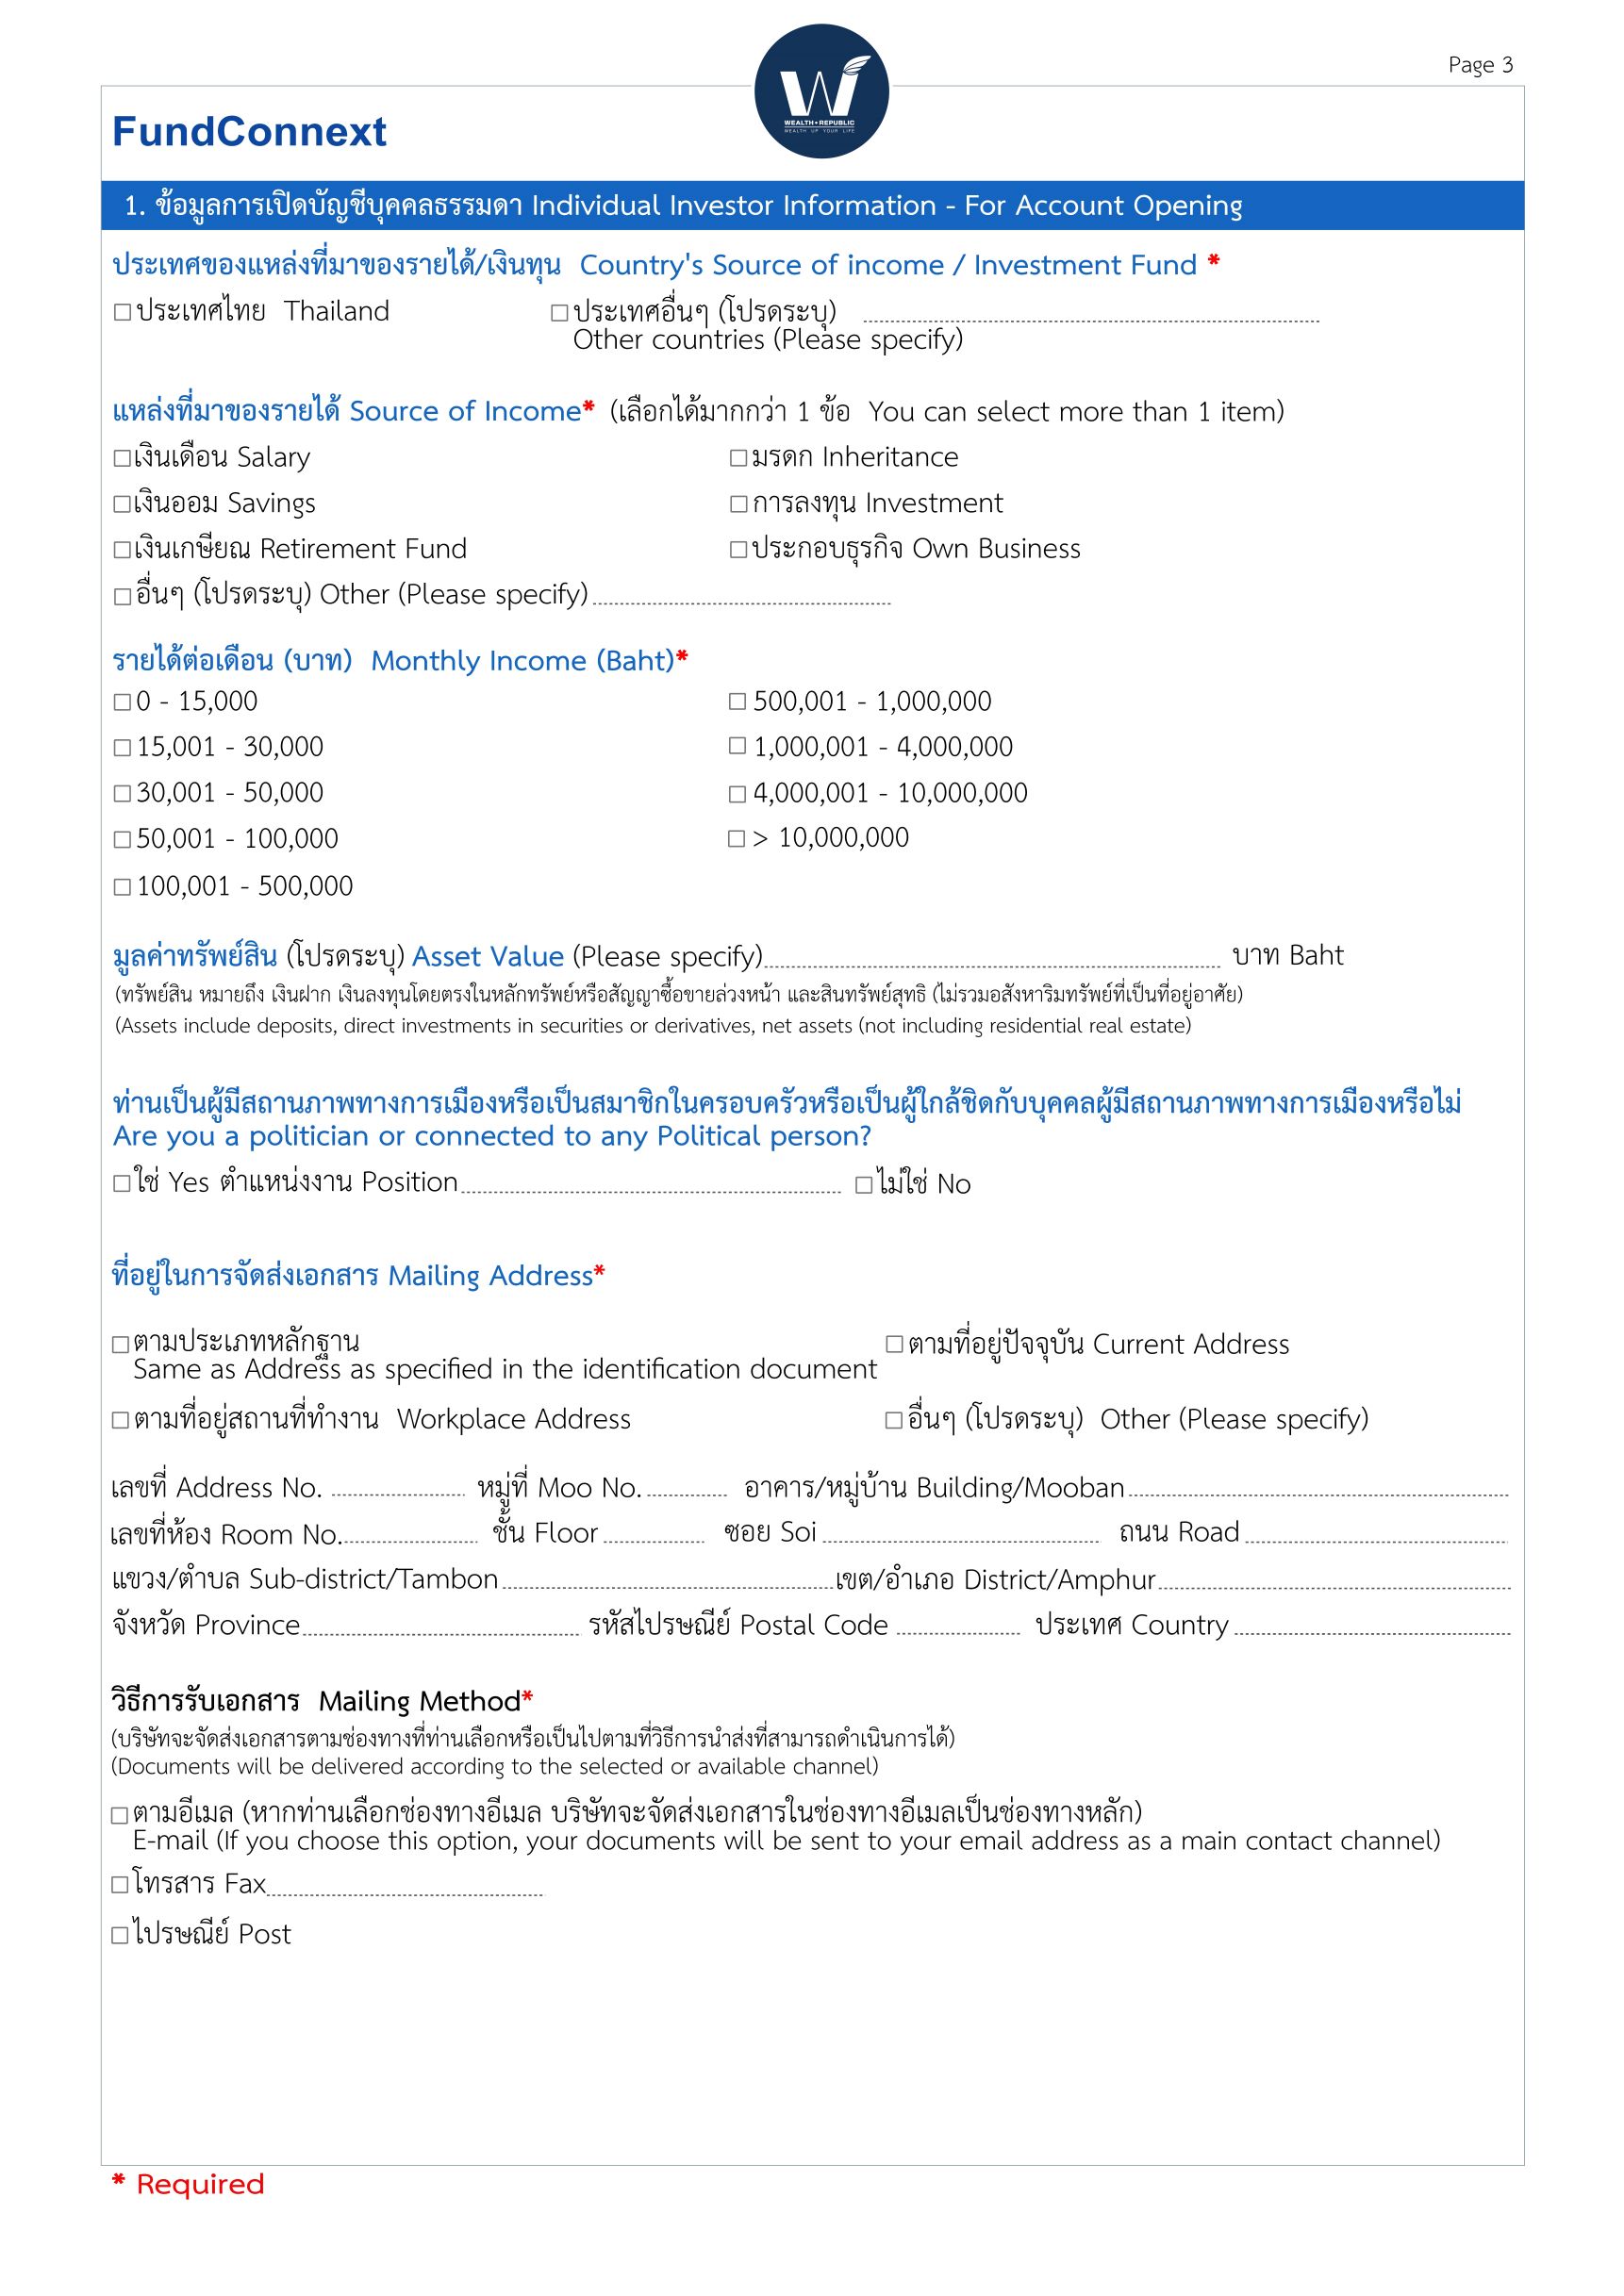 Page 3
WEALTH+REPUBLIC
WEALTH UP YOUR LIFE
FundConnext
1. ข้อมูลการเปิดบัญชีบุคคลธรรมดา Individual Investor Information - For Account Opening
ประเทศของแหล่งที่มาของรายได้/เงินทุน Country's Source of income / Investment Fund *
☐ ประเทศไทย Thailand ☐ ประเทศอื่นๆ (โปรดระบุ)
Other countries (Please specify)
แหล่งที่มาของรายได้ Source of Income* (เลือกได้มากกว่า 1 ข้อ You can select more than 1 item)
☐ เงินเดือน Salary ☐ มรดก Inheritance
☐ เงินออม Savings ☐ การลงทุน Investment
☐ เงินเกษียณ Retirement Fund ☐ ประกอบธุรกิจ Own Business
☐ อื่นๆ (โปรดระบุ) Other (Please specify)
รายได้ต่อเดือน (บาท) Monthly Income (Baht)*
☐ 0 - 15,000 ☐ 500,001 - 1,000,000
☐ 15,001 - 30,000 ☐ 1,000,001 - 4,000,000
☐ 30,001 - 50,000 ☐ 4,000,001 - 10,000,000
☐ 50,001 - 100,000 ☐ > 10,000,000
☐ 100,001 - 500,000
มูลค่าทรัพย์สิน (โปรดระบุ) Asset Value (Please specify) บาท Baht
(ทรัพย์สิน หมายถึง เงินฝาก เงินลงทุนโดยตรงในหลักทรัพย์หรือสัญญาซื้อขายล่วงหน้า และสินทรัพย์สุทธิ (ไม่รวมอสังหาริมทรัพย์ที่เป็นที่อยู่อาศัย)
(Assets include deposits, direct investments in securities or derivatives, net assets (not including residential real estate)
ท่านเป็นผู้มีสถานภาพทางการเมืองหรือเป็นสมาชิกในครอบครัวหรือเป็นผู้ใกล้ชิดกับบุคคลผู้มีสถานภาพทางการเมืองหรือไม่
Are you a politician or connected to any Political person?
☐ ใช่ Yes ตำแหน่งงาน Position ☐ ไม่ใช่ No
ที่อยู่ในการจัดส่งเอกสาร Mailing Address*
☐ ตามประเภทหลักฐาน ☐ ตามที่อยู่ปัจจุบัน Current Address
Same as Address as specified in the identification document
☐ ตามที่อยู่สถานที่ทำงาน Workplace Address ☐ อื่นๆ (โปรดระบุ) Other (Please specify)
เลขที่ Address No. หมู่ที่ Moo No. อาคาร/หมู่บ้าน Building/Mooban
เลขที่ห้อง Room No. ชั้น Floor ซอย Soi ถนน Road
แขวง/ตำบล Sub-district/Tambon เขต/อำเภอ District/Amphur
จังหวัด Province รหัสไปรษณีย์ Postal Code ประเทศ Country
วิธีการรับเอกสาร Mailing Method*
(บริษัทจะจัดส่งเอกสารตามช่องทางที่ท่านเลือกหรือเป็นไปตามที่วิธีการนำส่งที่สามารถดำเนินการได้)
(Documents will be delivered according to the selected or available channel)
☐ ตามอีเมล (หากท่านเลือกช่องทางอีเมล บริษัทจะจัดส่งเอกสารในช่องทางอีเมลเป็นช่องทางหลัก)
E-mail (If you choose this option, your documents will be sent to your email address as a main contact channel)
☐ โทรสาร Fax
☐ ไปรษณีย์ Post
* Required